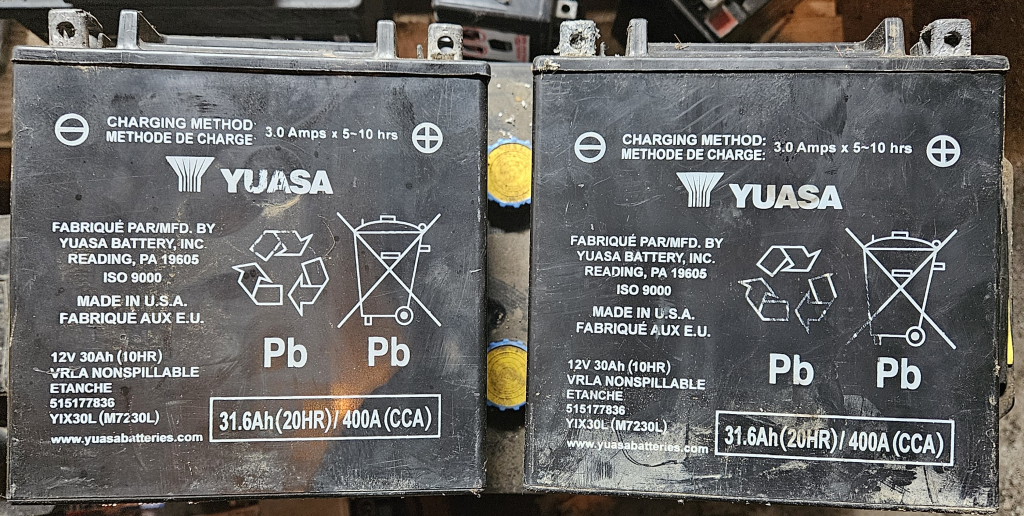 CHARGING METHOD:
METHODE DE CHARGE
3.0 Amps x 5~10 hrs
YUASA
FABRIQUÉ PAR/MFD. BY
YUASA BATTERY, INC.
READING, PA 19605
ISO 9000
MADE IN U.S.A.
FABRIQUÉ AUX E.U.
Pb
Pb
12V 30Ah (10HR)
VRLA NONSPILLABLE
ETANCHE
515177836
YIX30L (M7230L)
www.yuasabatteries.com
31.6Ah(20HR)/400A(CCA)
CHARGING METHOD:
METHODE DE CHARGE:
3.0 Amps x 5~10 hrs
YUASA
FABRIQUÉ PAR/MFD. BY
YUASA BATTERY, INC.
READING, PA 19605
ISO 9000
MADE IN U.S.A.
FABRIQUÉ AUX E.U.
Pb
Pb
12V 30Ah (10HR)
VRLA NONSPILLABLE
ETANCHE
515177836
YIX30L (M7230L)
www.yuasabatteries.com
31.6Ah(20HR)/400A(CCA)